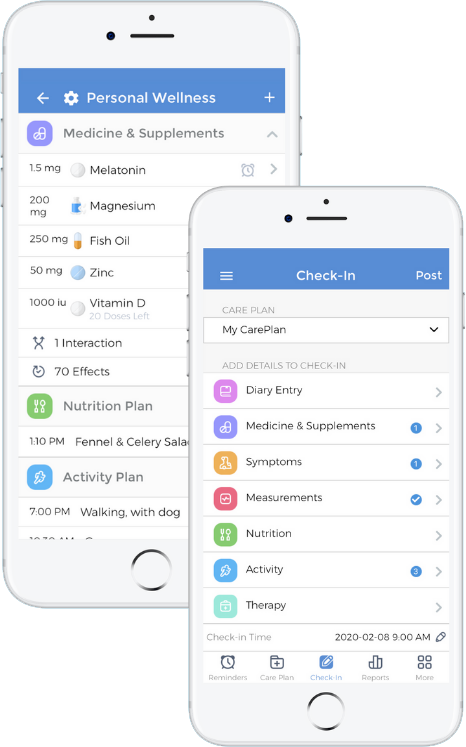 Personal Wellness
Medicine & Supplements
1.5 mg Melatonin
200 mg Magnesium
250 mg Fish Oil
50 mg Zinc
1000 iu Vitamin D
20 Doses Left
1 Interaction
70 Effects
Nutrition Plan
1:10 PM Fennel & Celery Sala
Activity Plan
7:00 PM Walking, with dog
Check-In Post
CARE PLAN
My CarePlan
ADD DETAILS TO CHECK-IN
Diary Entry
Medicine & Supplements 1
Symptoms 1
Measurements
Nutrition
Activity 3
Therapy
Check-in Time 2020-02-08 9.00 AM
Reminders Care Plan Check-In Reports More